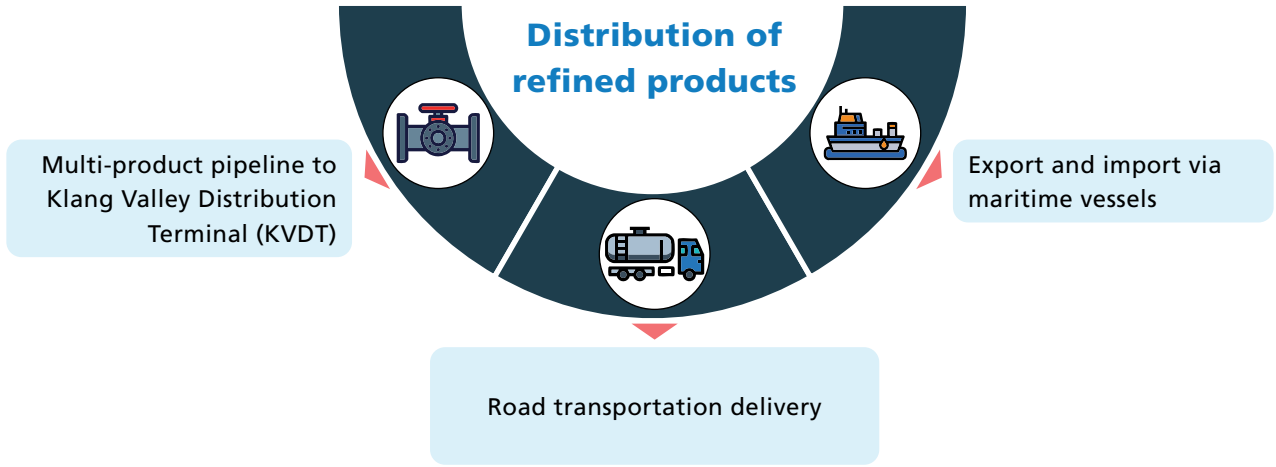 Distribution of
refined products
Multi-product pipeline to
Klang Valley Distribution
Terminal (KVDT)
Export and import via
maritime vessels
Road transportation delivery